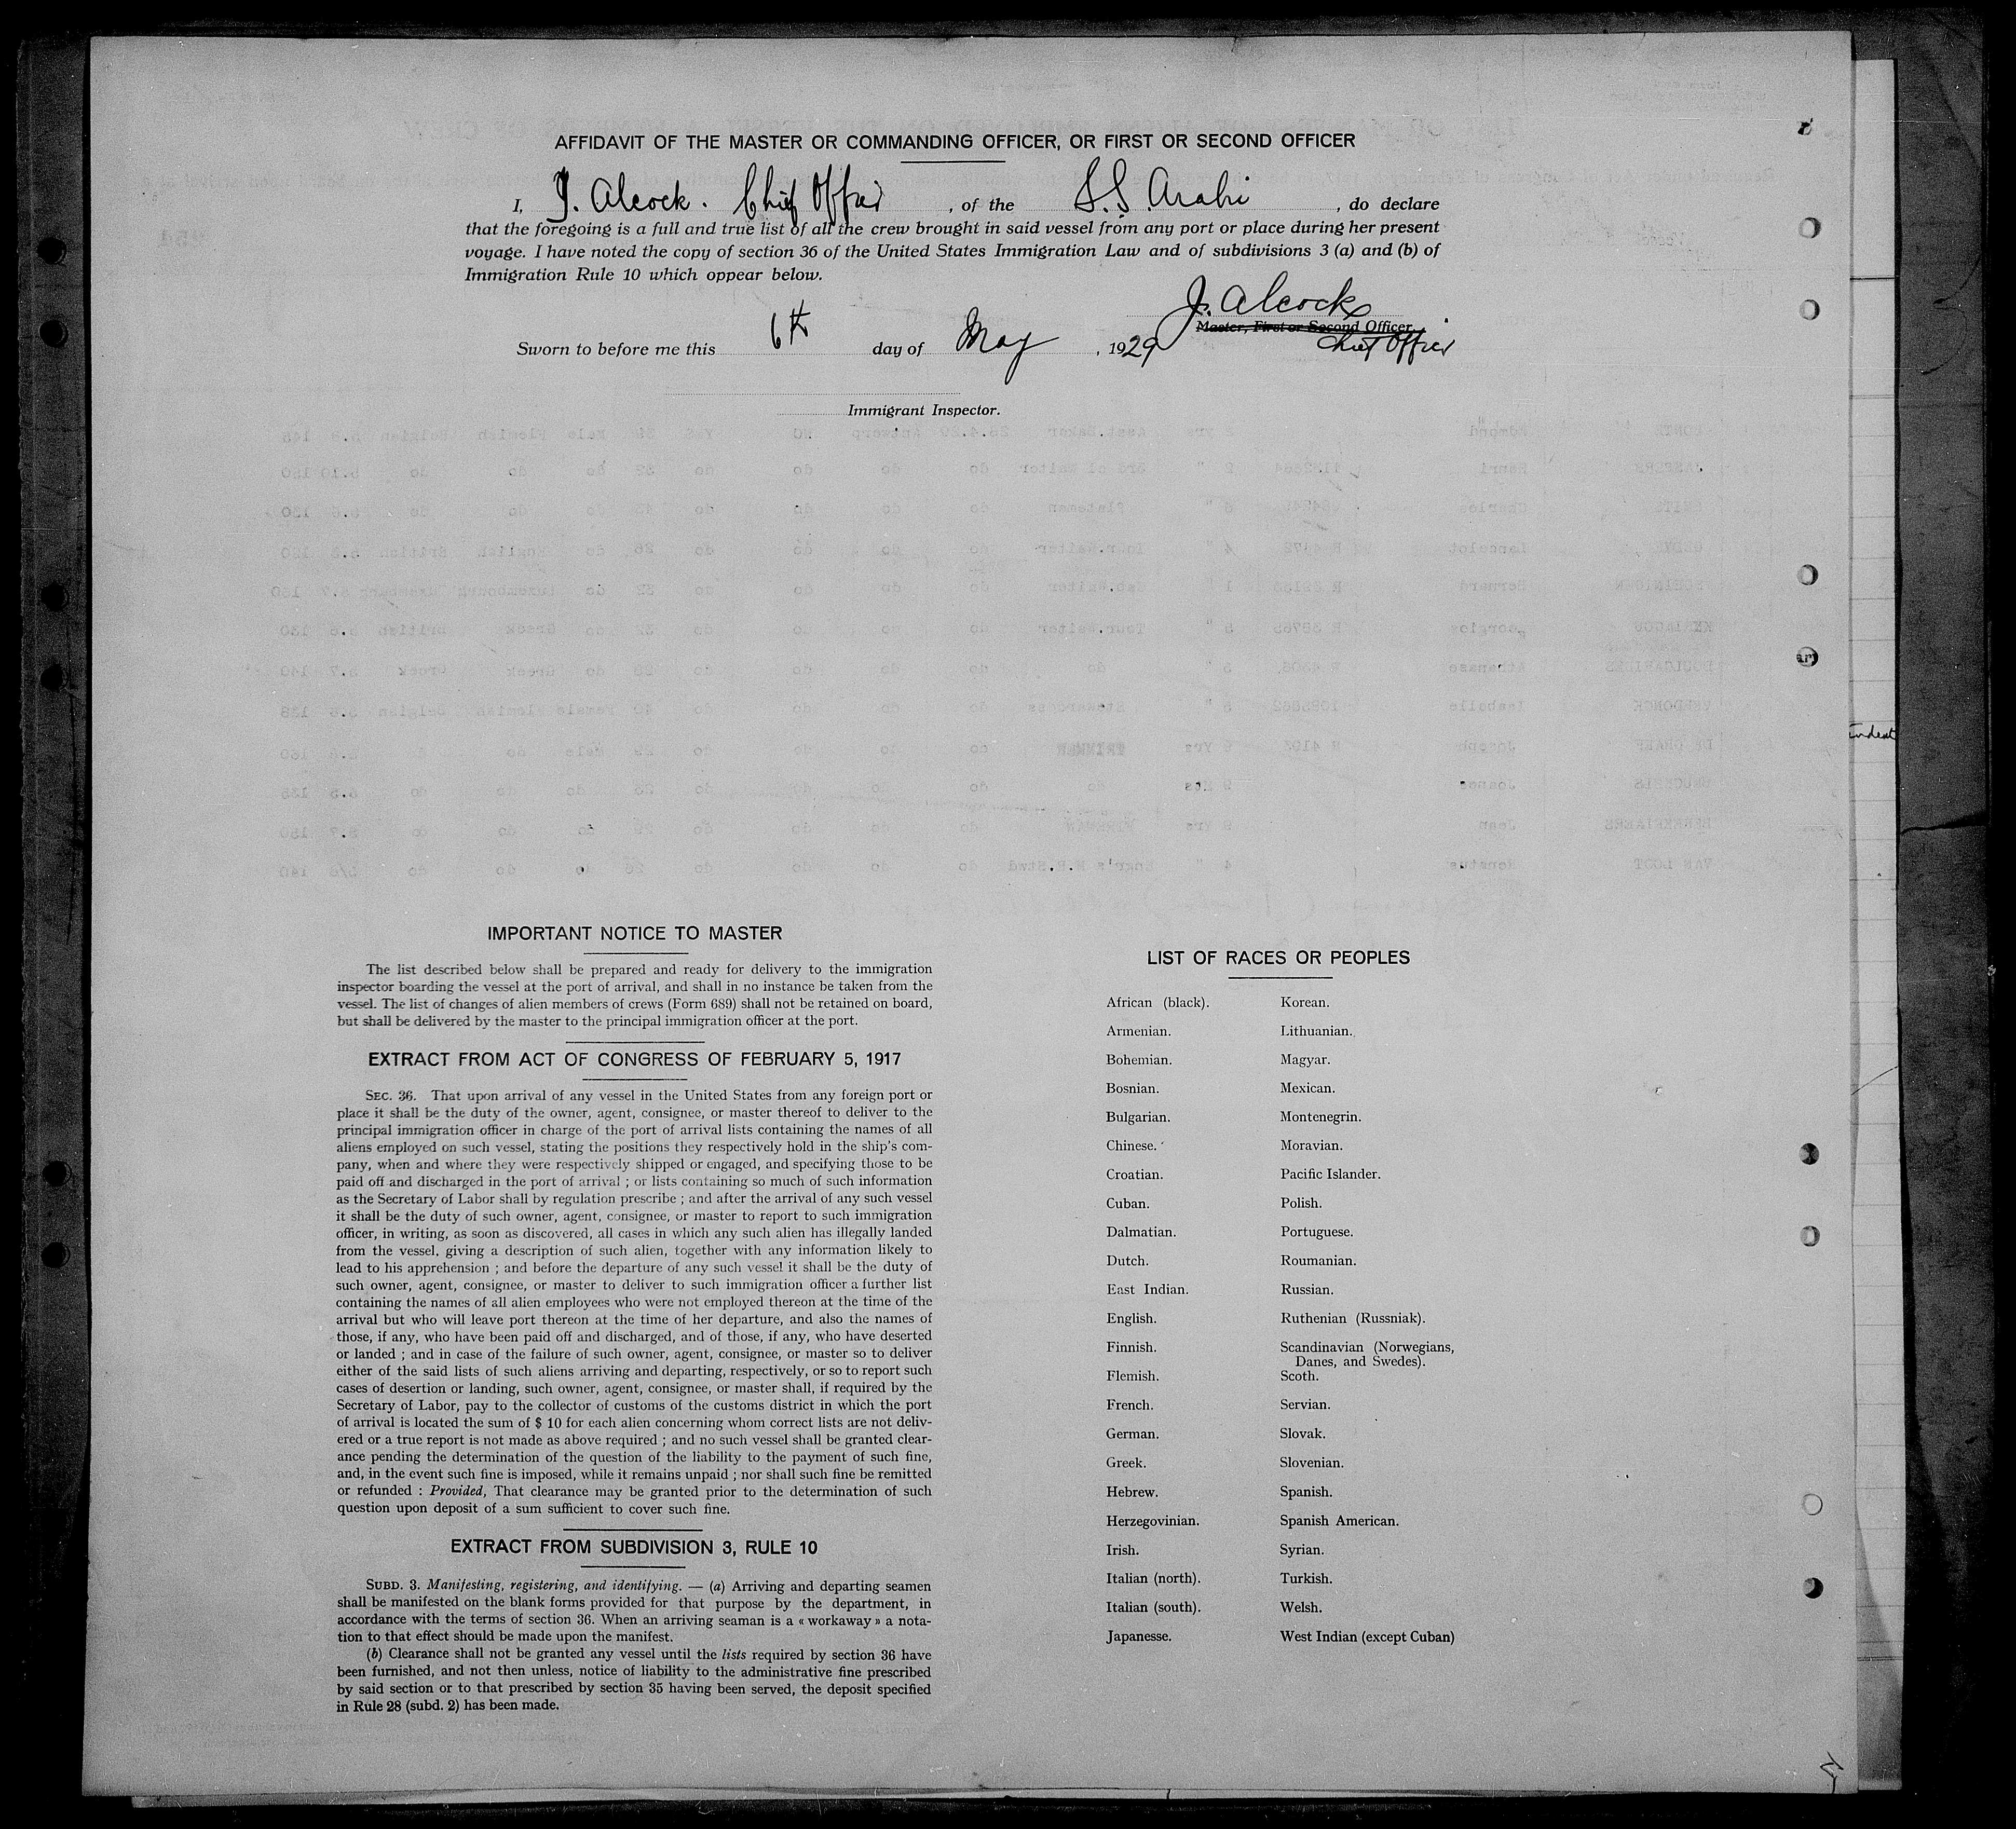 AFFIDAVIT OF THE MASTER OR COMMANDING OFFICER, OR FIRST OR SECOND OFFICER
I, J. Alcock. Chief Officer, of the S.S. Arabic, do declare
that the foregoing is a full and true list of all the crew brought in said vessel from any port or place during her present
voyage. I have noted the copy of section 36 of the United States Immigration Law and of subdivisions 3 (a) and (b) of
Immigration Rule 10 which oppear below.
J. Alcock
Master, First or Second Officer.
Chief Officer
Sworn to before me this 6th day of May, 1929
Immigrant Inspector.
IMPORTANT NOTICE TO MASTER
The list described below shall be prepared and ready for delivery to the immigration
inspector boarding the vessel at the port of arrival, and shall in no instance be taken from the
vessel. The list of changes of alien members of crews (Form 689) shall not be retained on board,
but shall be delivered by the master to the principal immigration officer at the port.
EXTRACT FROM ACT OF CONGRESS OF FEBRUARY 5, 1917
SEC. 36. That upon arrival of any vessel in the United States from any foreign port or
place it shall be the duty of the owner, agent, consignee, or master thereof to deliver to the
principal immigration officer in charge of the port of arrival lists containing the names of all
aliens employed on such vessel, stating the positions they respectively hold in the ship's com-
pany, when and where they were respectively shipped or engaged, and specifying those to be
paid off and discharged in the port of arrival ; or lists containing so much of such information
as the Secretary of Labor shall by regulation prescribe ; and after the arrival of any such vessel
it shall be the duty of such owner, agent, consignee, or master to report to such immigration
officer, in writing, as soon as discovered, all cases in which any such alien has illegally landed
from the vessel, giving a description of such alien, together with any information likely to
lead to his apprehension ; and before the departure of any such vessel it shall be the duty of
such owner, agent, consignee, or master to deliver to such immigration officer a further list
containing the names of all alien employees who were not employed thereon at the time of the
arrival but who will leave port thereon at the time of her departure, and also the names of
those, if any, who have been paid off and discharged, and of those, if any, who have deserted
or landed ; and in case of the failure of such owner, agent, consignee, or master so to deliver
either of the said lists of such aliens arriving and departing, respectively, or so to report such
cases of desertion or landing, such owner, agent, consignee, or master shall, if required by the
Secretary of Labor, pay to the collector of customs of the customs district in which the port
of arrival is located the sum of $ 10 for each alien concerning whom correct lists are not deliv-
ered or a true report is not made as above required ; and no such vessel shall be granted clear-
ance pending the determination of the question of the liability to the payment of such fine,
and, in the event such fine is imposed, while it remains unpaid ; nor shall such fine be remitted
or refunded : Provided, That clearance may be granted prior to the determination of such
question upon deposit of a sum sufficient to cover such fine.
EXTRACT FROM SUBDIVISION 3, RULE 10
SUBD. 3. Manifesting, registering, and identifying. — (a) Arriving and departing seamen
shall be manifested on the blank forms provided for that purpose by the department, in
accordance with the terms of section 36. When an arriving seaman is a « workaway » a nota-
tion to that effect should be made upon the manifest.
(b) Clearance shall not be granted any vessel until the lists required by section 36 have
been furnished, and not then unless, notice of liability to the administrative fine prescribed
by said section or to that prescribed by section 35 having been served, the deposit specified
in Rule 28 (subd. 2) has been made.
LIST OF RACES OR PEOPLES
African (black).
Armenian.
Bohemian.
Bosnian.
Bulgarian.
Chinese.
Croatian.
Cuban.
Dalmatian.
Dutch.
East Indian.
English.
Finnish.
Flemish.
French.
German.
Greek.
Hebrew.
Herzegovinian.
Irish.
Italian (north).
Italian (south).
Japanesse.
Korean.
Lithuanian.
Magyar.
Mexican.
Montenegrin.
Moravian.
Pacific Islander.
Polish.
Portuguese.
Roumanian.
Russian.
Ruthenian (Russniak).
Scandinavian (Norwegians,
Danes, and Swedes).
Scoth.
Servian.
Slovak.
Slovenian.
Spanish.
Spanish American.
Syrian.
Turkish.
Welsh.
West Indian (except Cuban)